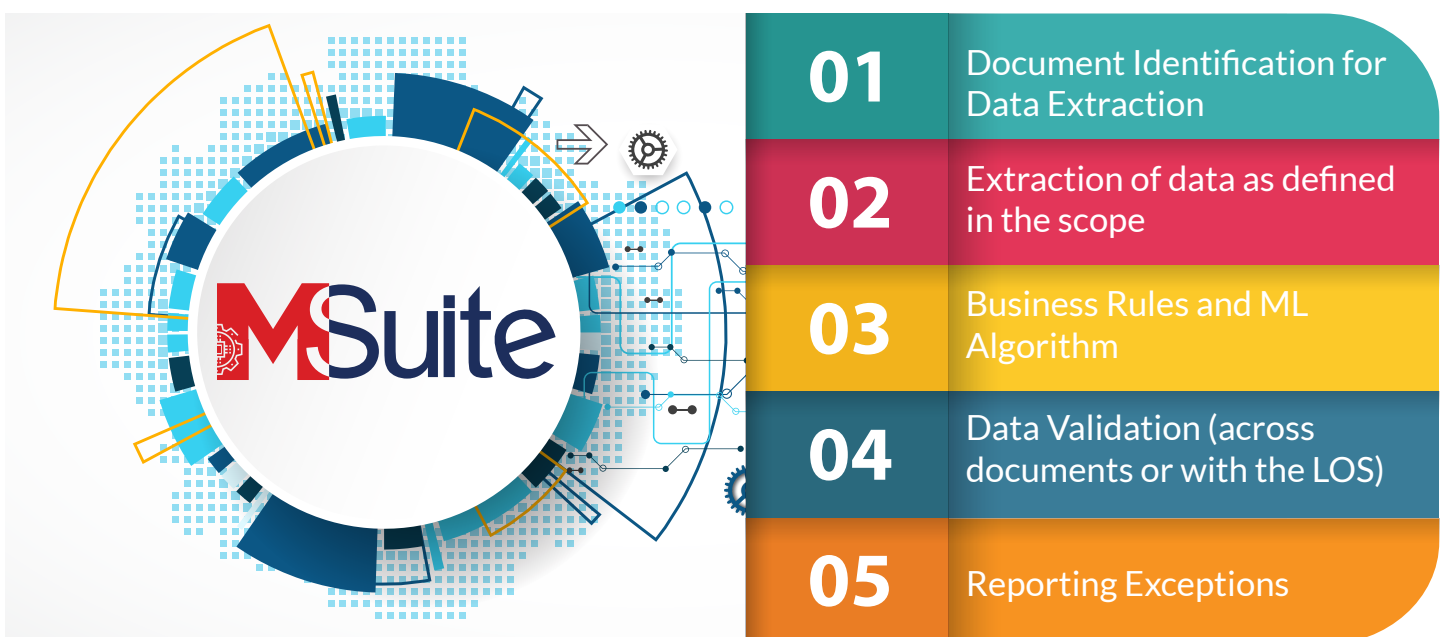 MSuite
01
Document Identification for
Data Extraction
02
Extraction of data as defined
in the scope
03
Business Rules and ML
Algorithm
04
Data Validation (across
documents or with the LOS)
05
Reporting Exceptions